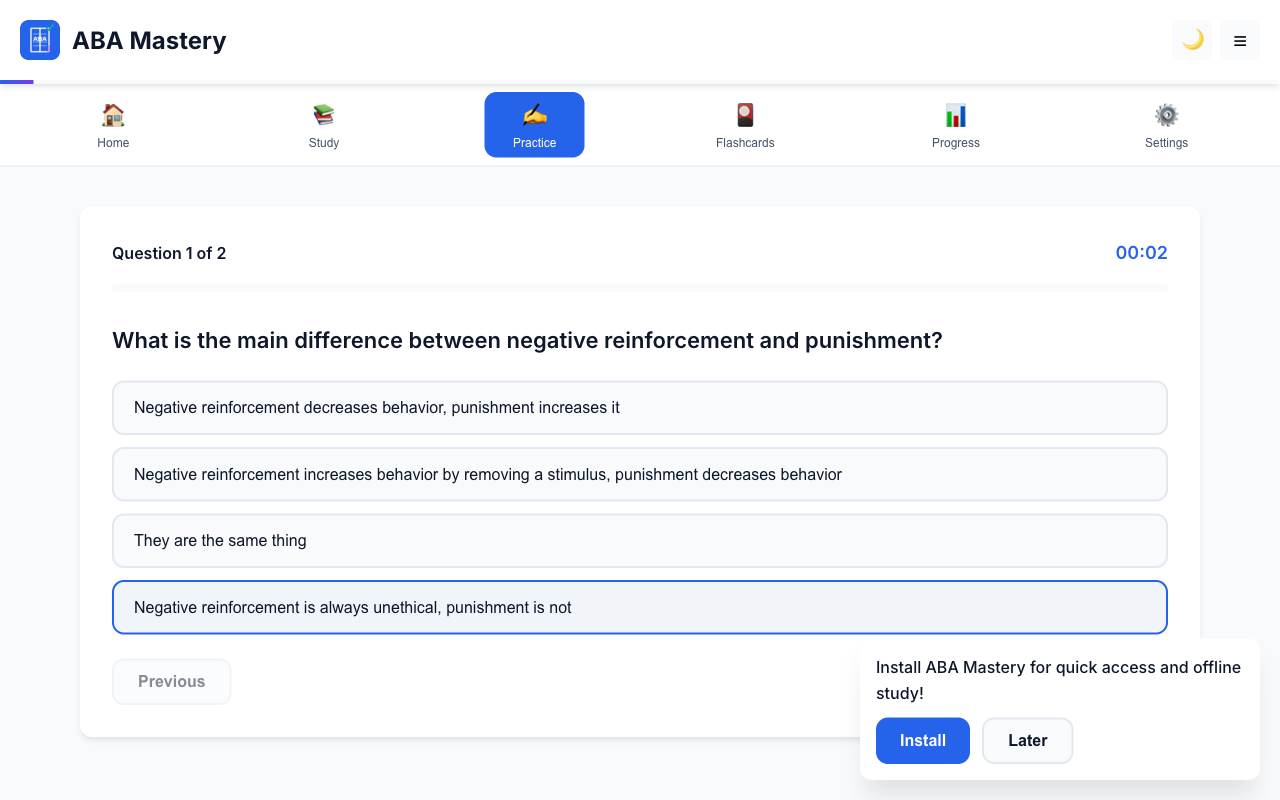 ABA
ABA Mastery
Home
Study
Practice
Flashcards
Progress
Settings
Question 1 of 2
00:02
What is the main difference between negative reinforcement and punishment?
Negative reinforcement decreases behavior, punishment increases it
Negative reinforcement increases behavior by removing a stimulus, punishment decreases behavior
They are the same thing
Negative reinforcement is always unethical, punishment is not
Previous
Install ABA Mastery for quick access and offline
study!
Install
Later